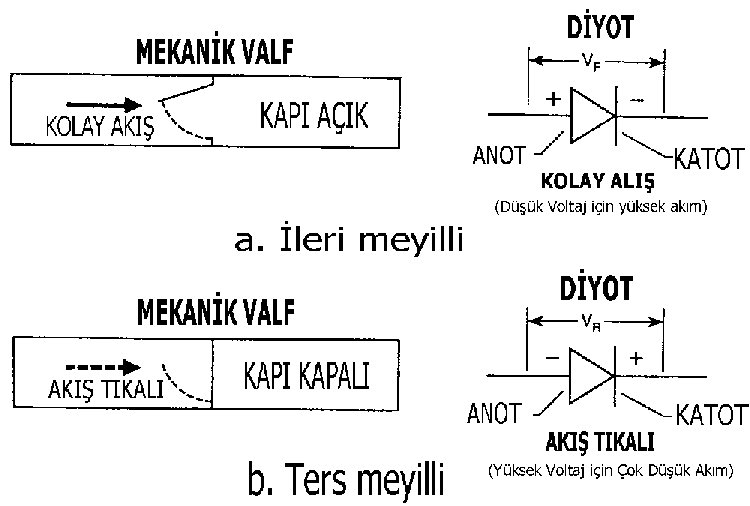 MEKANİK VALF
KOLAY AKIŞ
KAPI AÇIK
DİYOT
V_F
+ −
ANOT
KATOT
KOLAY ALIŞ
(Düşük Voltaj için yüksek akım)
a. İleri meyilli
MEKANİK VALF
AKIŞ TIKALI
KAPI KAPALI
DİYOT
V_R
− +
ANOT
KATOT
AKIŞ TIKALI
(Yüksek Voltaj için Çok Düşük Akım)
b. Ters meyilli